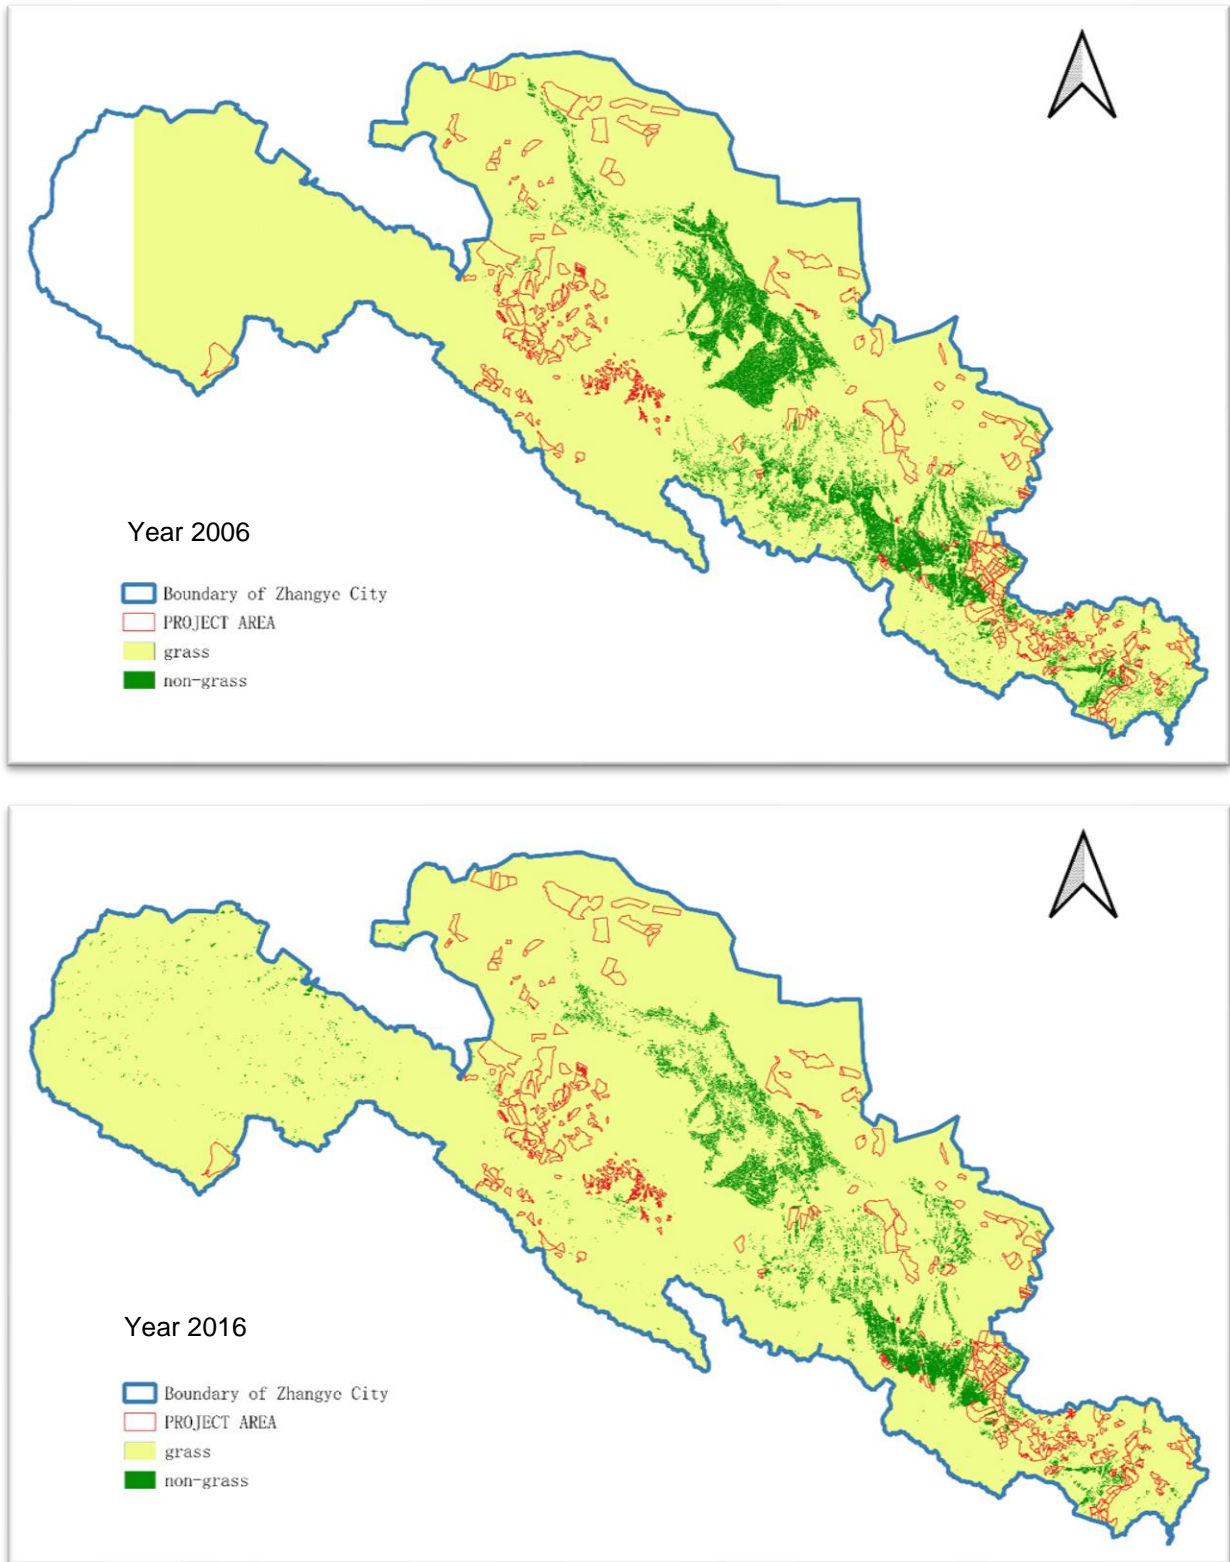 Year 2006
Boundary of Zhangye City
PROJECT AREA
grass
non-grass
Year 2016
Boundary of Zhangye City
PROJECT AREA
grass
non-grass